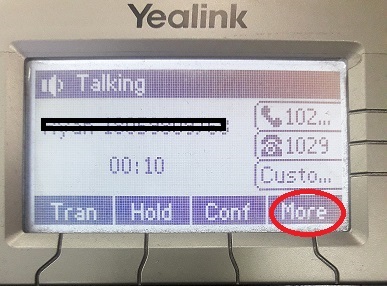 Yealink
Talking
102...
00:10
1029
Custo...
Tran Hold Conf More